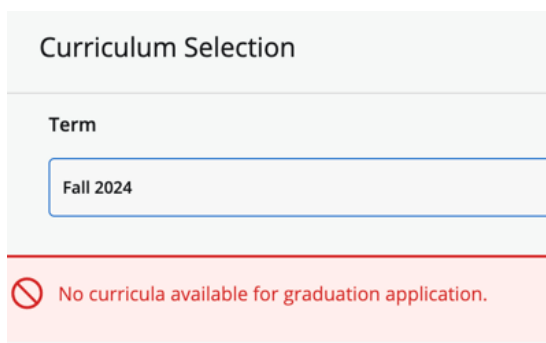 Curriculum Selection
Term
Fall 2024
No curricula available for graduation application.